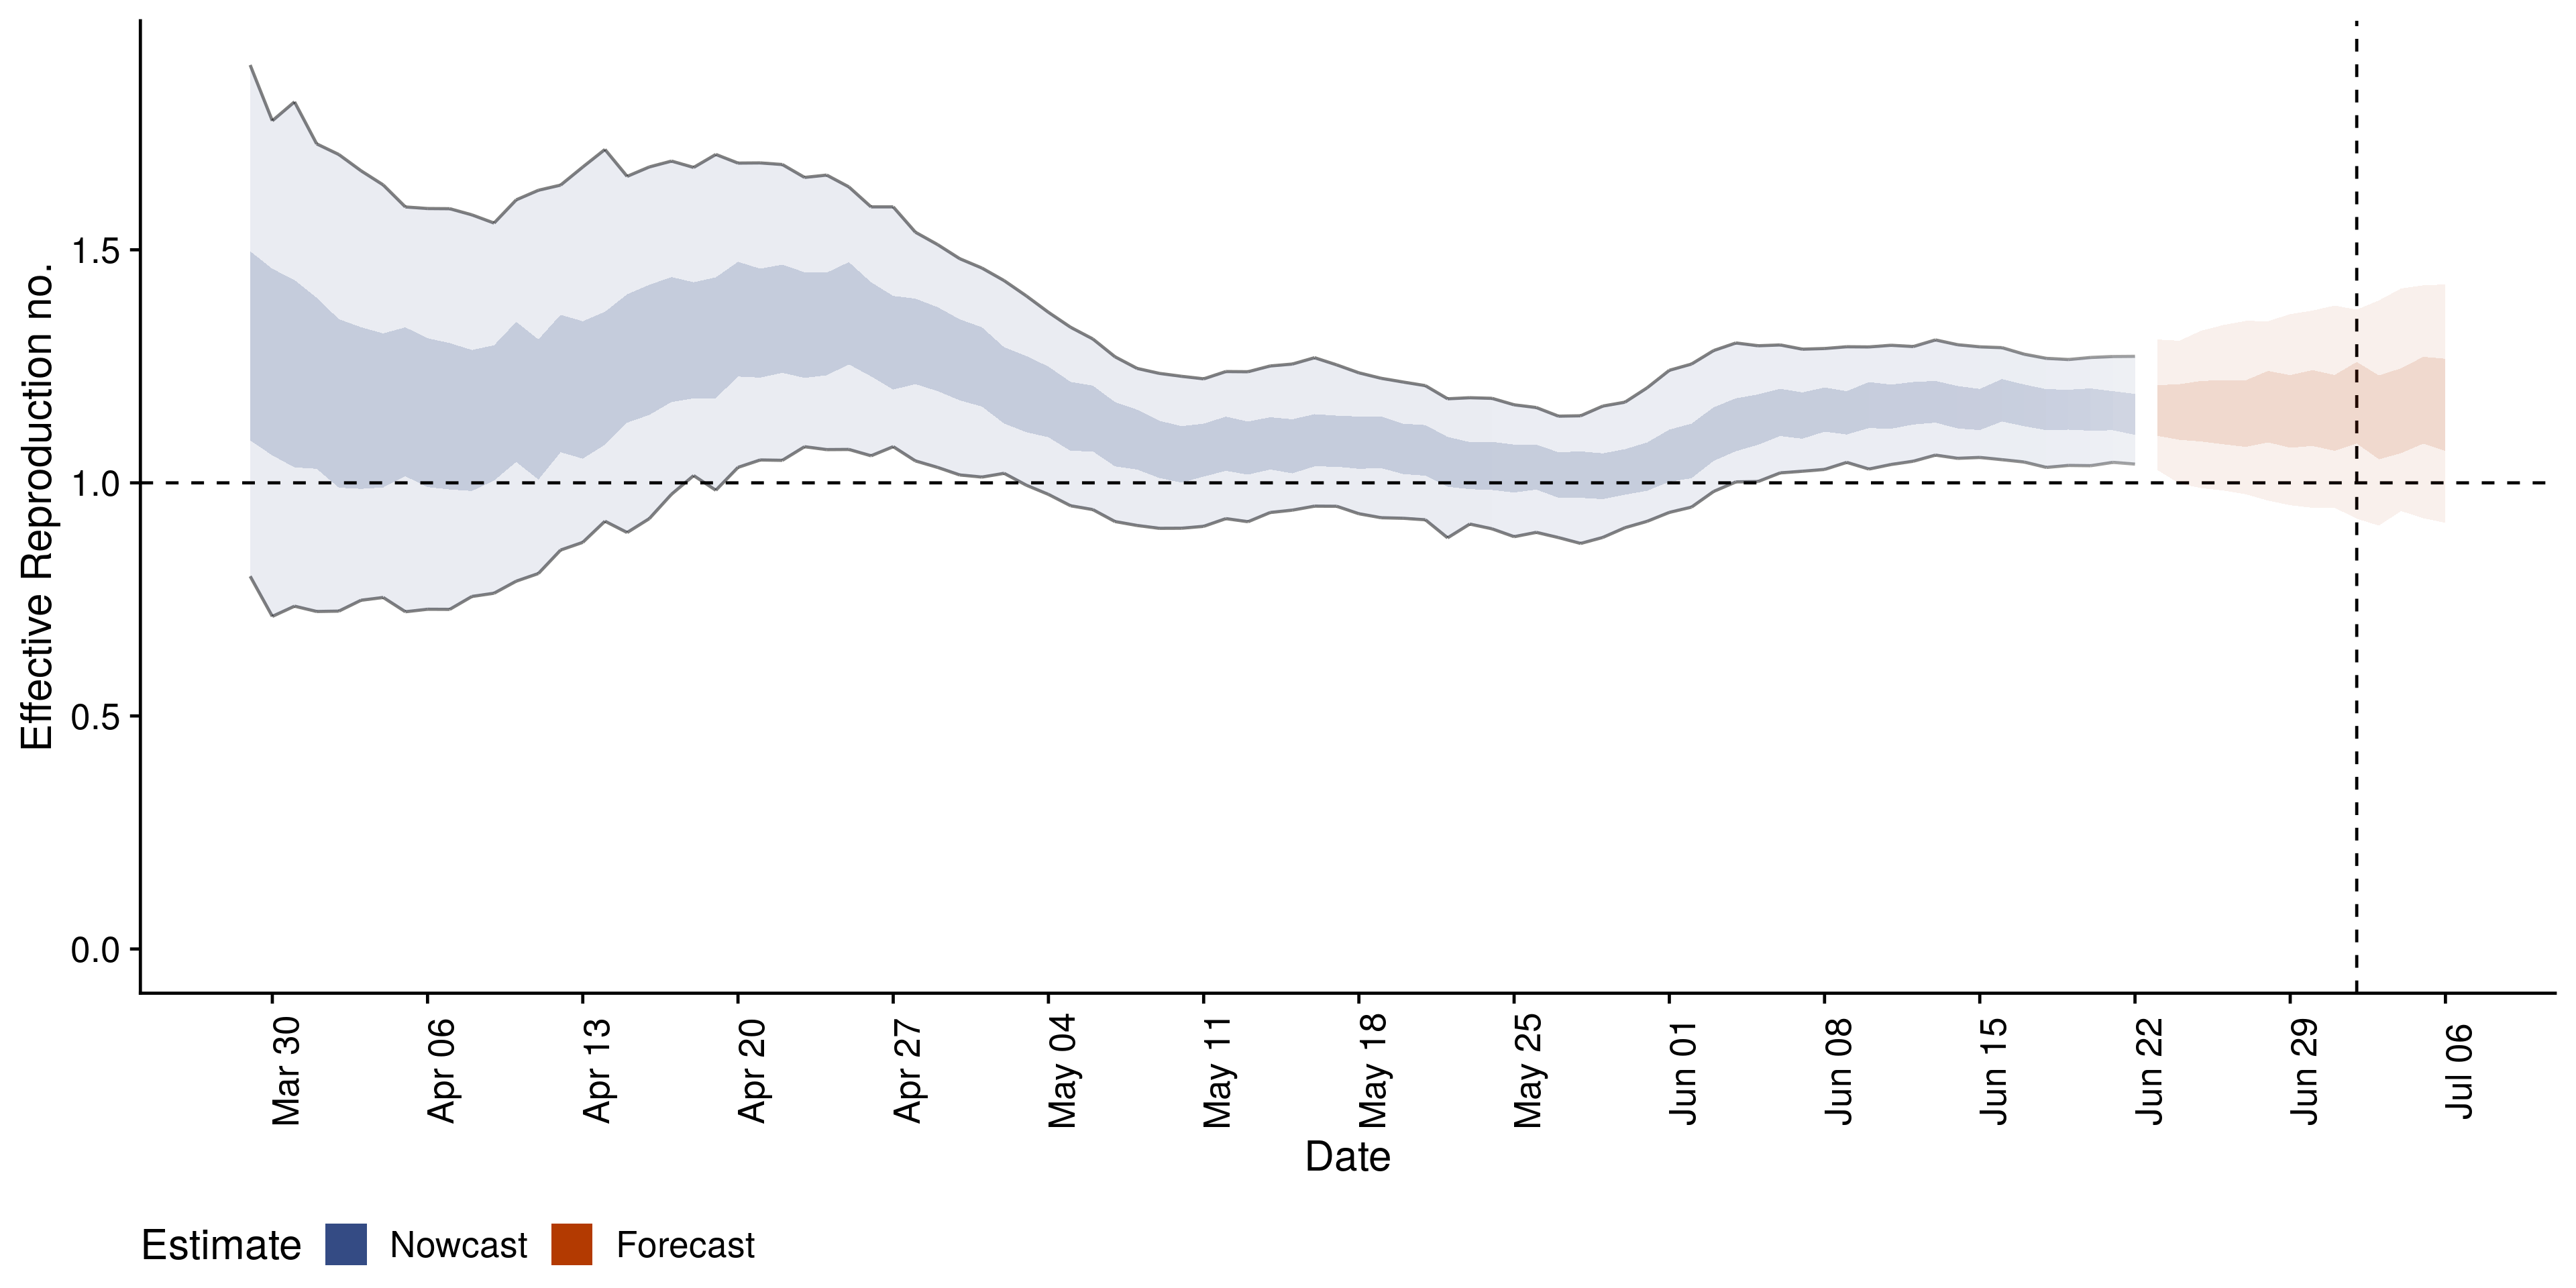 Effective Reproduction no.
1.5
1.0
0.5
0.0
Mar 30
Apr 06
Apr 13
Apr 20
Apr 27
May 04
May 11
May 18
May 25
Jun 01
Jun 08
Jun 15
Jun 22
Jun 29
Jul 06
Date
Estimate Nowcast Forecast